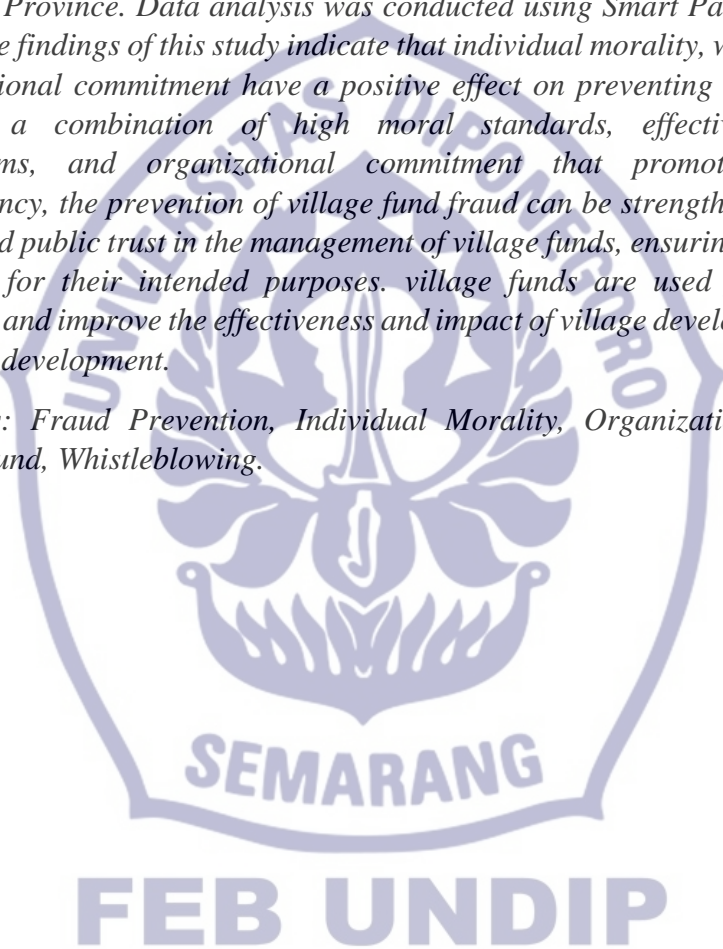 Province. Data analysis was conducted using Smart Pa
e findings of this study indicate that individual morality, w
ional commitment have a positive effect on preventing
a combination of high moral standards, effectiv
ms, and organizational commitment that promot
ncy, the prevention of village fund fraud can be strength
d public trust in the management of village funds, ensurin
for their intended purposes. village funds are used
and improve the effectiveness and impact of village develo
development.
: Fraud Prevention, Individual Morality, Organizati
und, Whistleblowing.
UNIVERSITAS DIPONEGORO
SEMARANG
FEB UNDIP